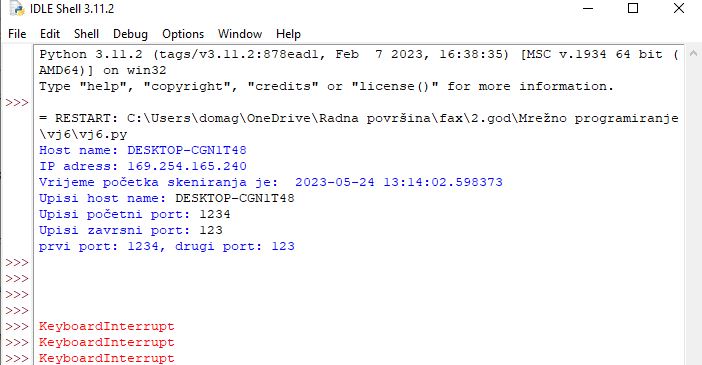 IDLE Shell 3.11.2
File Edit Shell Debug Options Window Help
Python 3.11.2 (tags/v3.11.2:878ead1, Feb  7 2023, 16:38:35) [MSC v.1934 64 bit (
AMD64)] on win32
Type "help", "copyright", "credits" or "license()" for more information.
>>>
= RESTART: C:\Users\domag\OneDrive\Radna površina\fax\2.god\Mrežno programiranje
\vj6\vj6.py
Host name: DESKTOP-CGN1T48
IP adress: 169.254.165.240
Vrijeme početka skeniranja je:  2023-05-24 13:14:02.598373
Upisi host name: DESKTOP-CGN1T48
Upisi početni port: 1234
Upisi zavrsni port: 123
prvi port: 1234, drugi port: 123
>>>
>>>
>>>
>>>
>>> KeyboardInterrupt
>>> KeyboardInterrupt
>>> KeyboardInterrupt